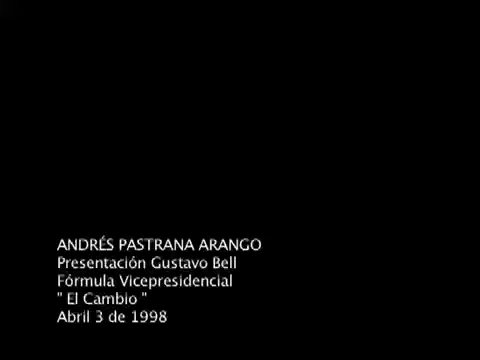 ANDRÉS PASTRANA ARANGO
Presentación Gustavo Bell
Fórmula Vicepresidencial
" El Cambio "
Abril 3 de 1998